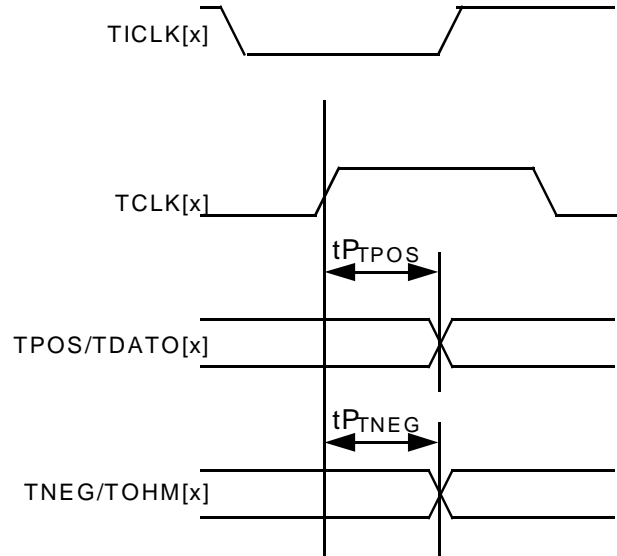 TICLK[x]
TCLK[x]
tPTPOS
TPOS/TDATO[x]
tPTNEG
TNEG/TOHM[x]